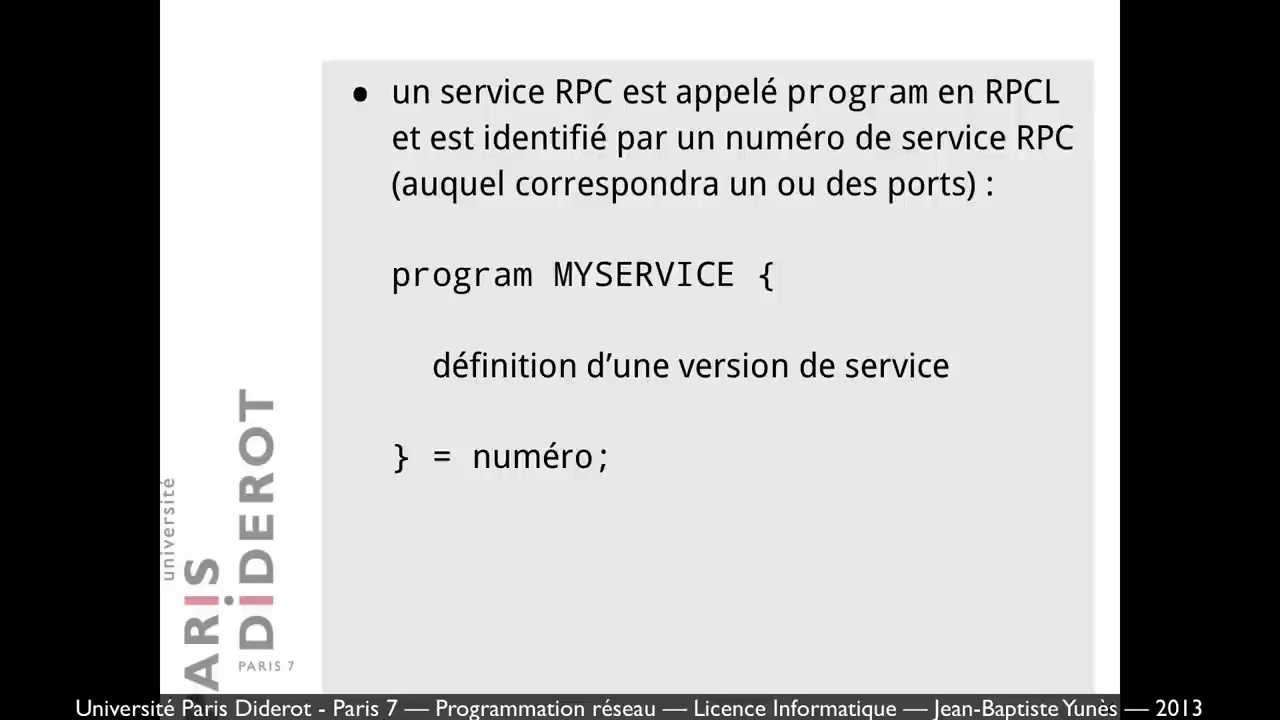 • un service RPC est appelé program en RPCL
et est identifié par un numéro de service RPC
(auquel correspondra un ou des ports) :
program MYSERVICE {
définition d’une version de service
} = numéro;
université
ARiS
DiDEROT
PARIS 7
Université Paris Diderot - Paris 7 — Programmation réseau — Licence Informatique — Jean-Baptiste Yunès — 2013